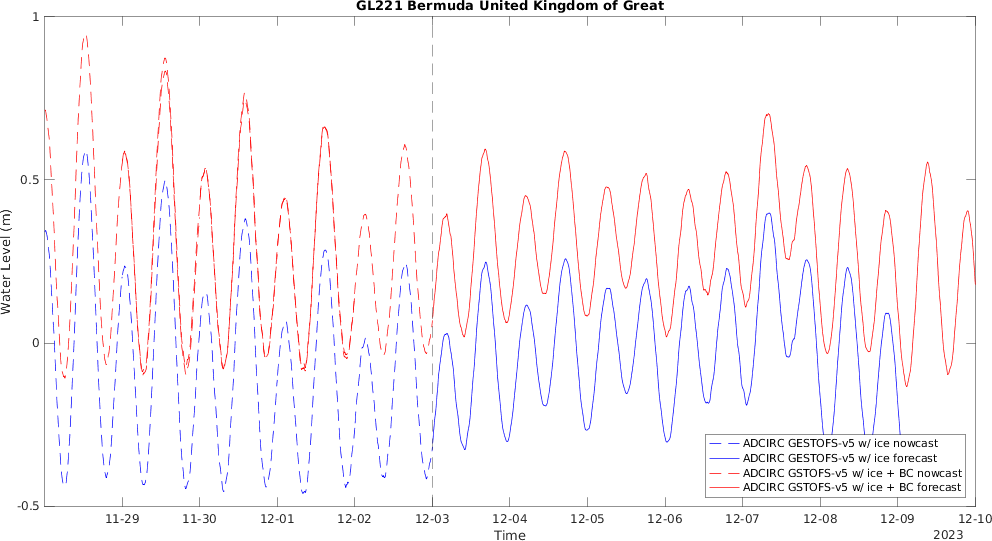 GL221 Bermuda United Kingdom of Great
1
0.5
0
-0.5
Water Level (m)
ADCIRC GESTOFS-v5 w/ ice nowcast
ADCIRC GESTOFS-v5 w/ ice forecast
ADCIRC GSTOFS-v5 w/ ice + BC nowcast
ADCIRC GSTOFS-v5 w/ ice + BC forecast
11-29 11-30 12-01 12-02 12-03 12-04 12-05 12-06 12-07 12-08 12-09 12-10
Time
2023